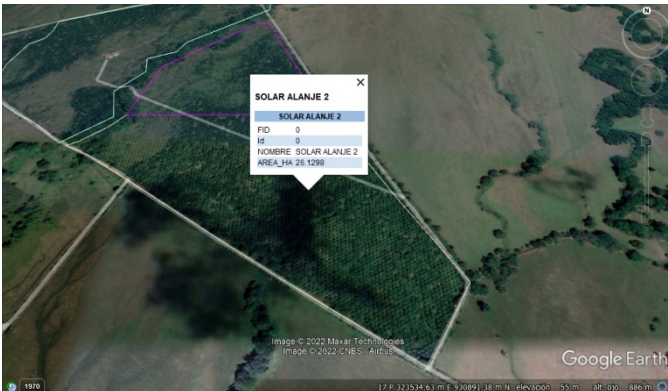 N
SOLAR ALANJE 2
SOLAR ALANJE 2
FID 0
Id 0
NOMBRE SOLAR ALANJE 2
AREA_HA 26.1298
Image © 2022 Maxar Technologies
Image © 2022 CNES / Airbus
Google Earth
1970
17 P 323534.63 m E 930891.38 m N elevación 55 m alt. ojo 886 m